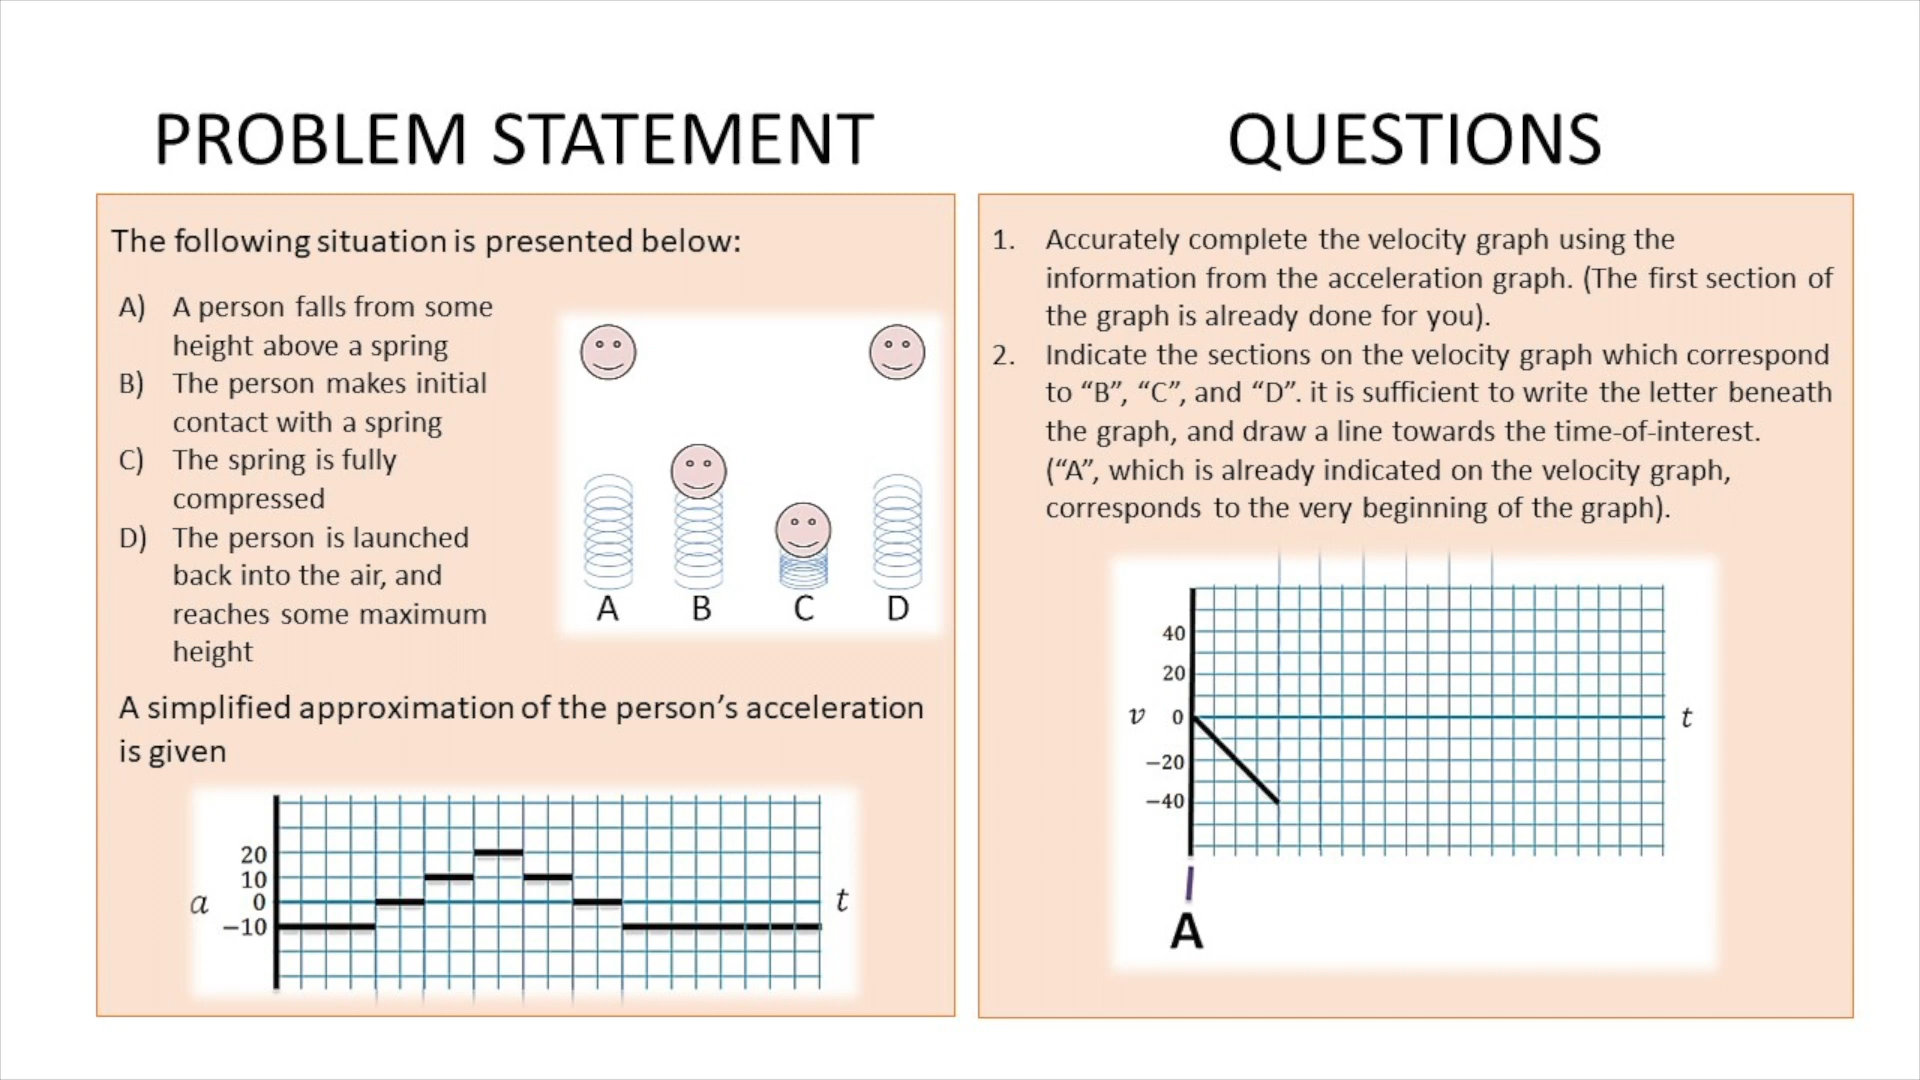 PROBLEM STATEMENT
The following situation is presented below:
A) A person falls from some
height above a spring
B) The person makes initial
contact with a spring
C) The spring is fully
compressed
D) The person is launched
back into the air, and
reaches some maximum
height
A B C D
A simplified approximation of the person's acceleration
is given
20
10
a 0 t
−10
QUESTIONS
1. Accurately complete the velocity graph using the
information from the acceleration graph. (The first section of
the graph is already done for you).
2. Indicate the sections on the velocity graph which correspond
to “B”, “C”, and “D”. it is sufficient to write the letter beneath
the graph, and draw a line towards the time-of-interest.
(“A”, which is already indicated on the velocity graph,
corresponds to the very beginning of the graph).
40
20
v 0 t
−20
−40
A